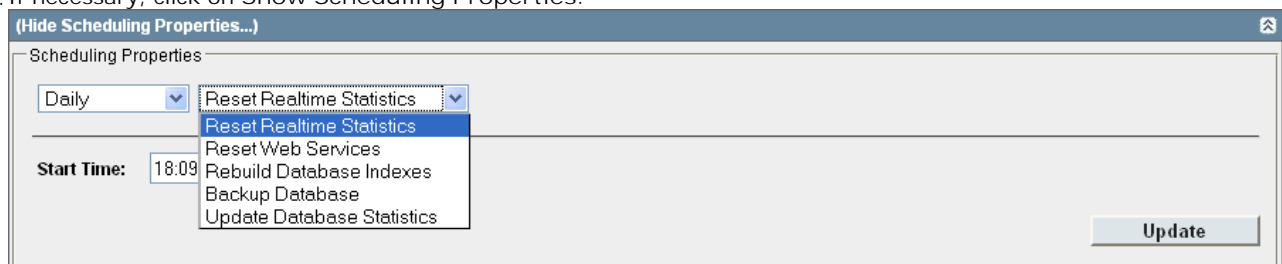 . If necessary, click on Show Scheduling Properties.
(Hide Scheduling Properties...)
Scheduling Properties
Daily Reset Realtime Statistics
Reset Realtime Statistics
Reset Web Services
Start Time: 18:09 Rebuild Database Indexes
Backup Database
Update Database Statistics
Update